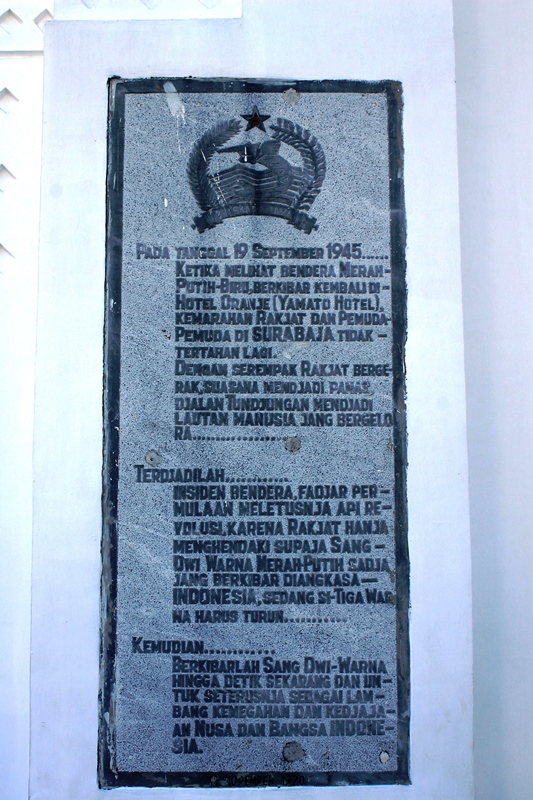 PADA TANGGAL 19 SEPTEMBER 1945......
KETIKA MELIHAT BENDERA MERAH-
PUTIH-BIRU, BERKIBAR KEMBALI DI-
HOTEL ORANJE (YAMATO HOTEL),
KEMARAHAN RAKJAT DAN PEMUDA-
PEMUDA DI SURABAJA TIDAK-
TERTAHAN LAGI.
DENGAN SEREMPAK RAKJAT BERGE-
RAK, SUASANA MENDJADI PANAS.
DJALAN TUNDJUNGAN MENDJADI
LAUTAN MANUSIA JANG BERGELO
RA..................
TERDJADILAH............
INSIDEN BENDERA, FADJAR PER-
MULAAN MELETUSNJA API RE-
VOLUSI, KARENA RAKJAT HANJA
MENGHENDAKI SUPAJA SANG-
DWI WARNA MERAH-PUTIH SADJA
JANG BERKIBAR DIANGKASA-
INDONESIA, SEDANG SI-TIGA WAR
NA HARUS TURUN............
KEMUDIAN............
BERKIBARLAH SANG DWI-WARNA
HINGGA DETIK SEKARANG DAN UN-
TUK SETERUSNJA SEBAGAI LAM-
BANG KEMEGAHAN DAN KEDJAJA-
AN NUSA DAN BANGSA INDONE-
SIA.